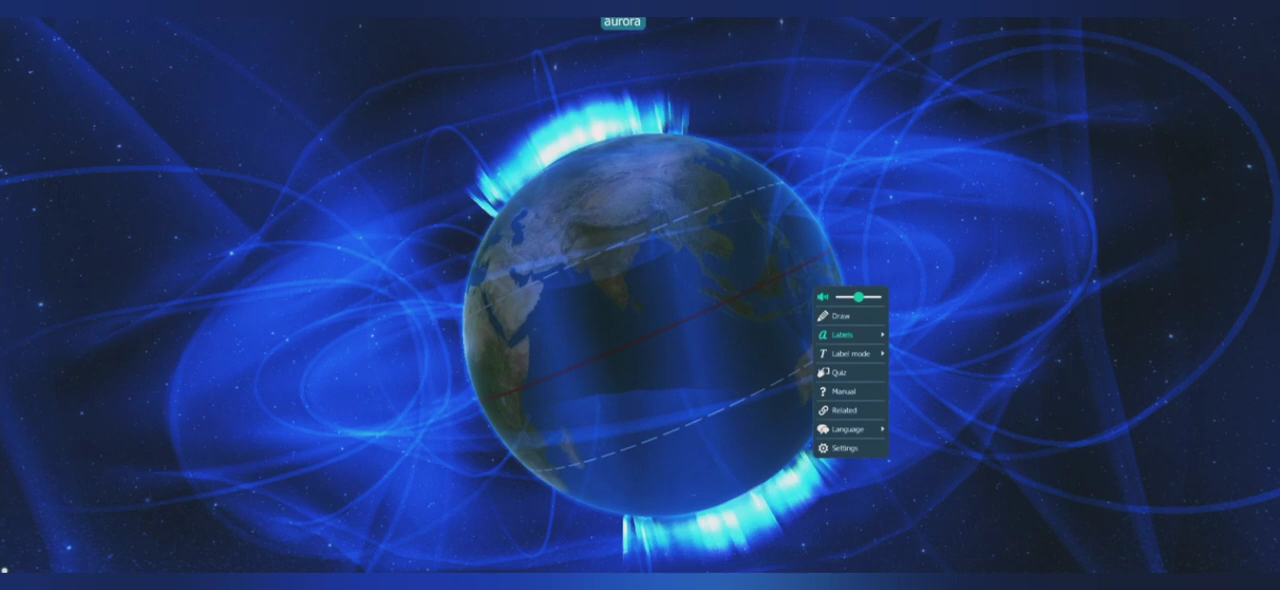 aurora
Draw
a Labels
T Label mode
Quiz
? Manual
Related
Language
Settings